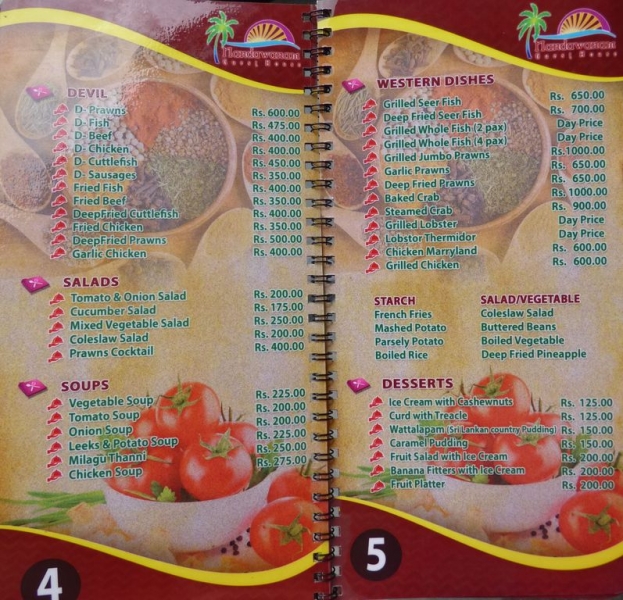 Nandawanam
Guest House
DEVIL
D- Prawns Rs. 600.00
D- Fish Rs. 475.00
D- Beef Rs. 400.00
D- Chicken Rs. 400.00
D- Cuttlefish Rs. 450.00
D- Sausages Rs. 350.00
Fried Fish Rs. 400.00
Fried Beef Rs. 350.00
DeepFried Cuttlefish Rs. 400.00
Fried Chicken Rs. 350.00
DeepFried Prawns Rs. 500.00
Garlic Chicken Rs. 400.00
SALADS
Tomato & Onion Salad Rs. 200.00
Cucumber Salad Rs. 175.00
Mixed Vegetable Salad Rs. 250.00
Coleslaw Salad Rs. 200.00
Prawns Cocktail Rs. 400.00
SOUPS
Vegetable Soup Rs. 225.00
Tomato Soup Rs. 200.00
Onion Soup Rs. 200.00
Leeks & Potato Soup Rs. 225.00
Milagu Thanni Rs. 250.00
Chicken Soup Rs. 275.00
4
Nandawanam
Guest House
WESTERN DISHES
Grilled Seer Fish Rs. 650.00
Deep Fried Seer Fish Rs. 700.00
Grilled Whole Fish (2 pax) Day Price
Grilled Whole Fish (4 pax) Day Price
Grilled Jumbo Prawns Rs.1000.00
Garlic Prawns Rs. 650.00
Deep Fried Prawns Rs. 650.00
Baked Crab Rs. 1000.00
Steamed Crab Rs. 900.00
Grilled Lobster Day Price
Lobstor Thermidor Day Price
Chicken Marryland Rs. 600.00
Grilled Chicken Rs. 600.00
STARCH SALAD/VEGETABLE
French Fries Coleslaw Salad
Mashed Potato Buttered Beans
Parsely Potato Boiled Vegetable
Boiled Rice Deep Fried Pineapple
DESSERTS
Ice Cream with Cashewnuts Rs. 125.00
Curd with Treacle Rs. 125.00
Wattalapam (Sri Lankan country Pudding) Rs. 150.00
Caramel Pudding Rs. 150.00
Fruit Salad with Ice Cream Rs. 200.00
Banana Fitters with Ice Cream Rs. 200.00
Fruit Platter Rs. 200.00
5